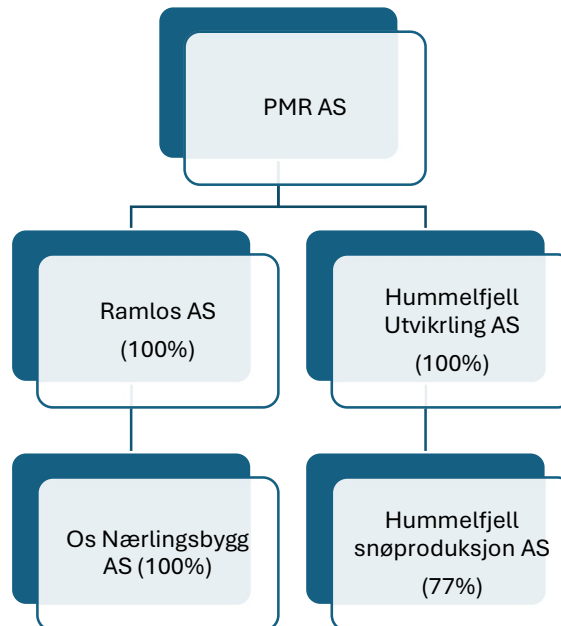 PMR AS
Ramlos AS
(100%)
Hummelfjell
Utvikrling AS
(100%)
Os Nærlingsbygg
AS (100%)
Hummelfjell
snøproduksjon AS
(77%)